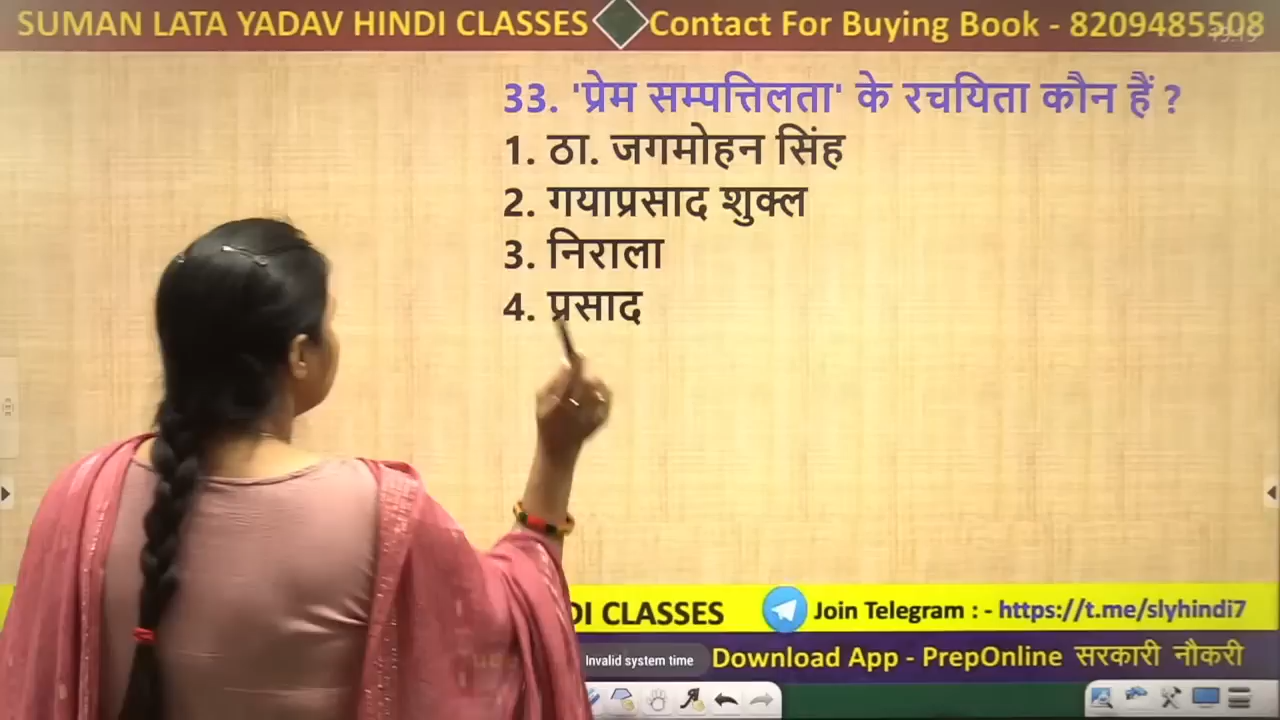 SUMAN LATA YADAV HINDI CLASSES Contact For Buying Book - 8209485508
33. 'प्रेम सम्पत्तिलता' के रचयिता कौन हैं ?
1. ठा. जगमोहन सिंह
2. गयाप्रसाद शुक्ल
3. निराला
4. प्रसाद
DI CLASSES Join Telegram : - https://t.me/slyhindi7
Invalid system time Download App - PrepOnline सरकारी नौकरी